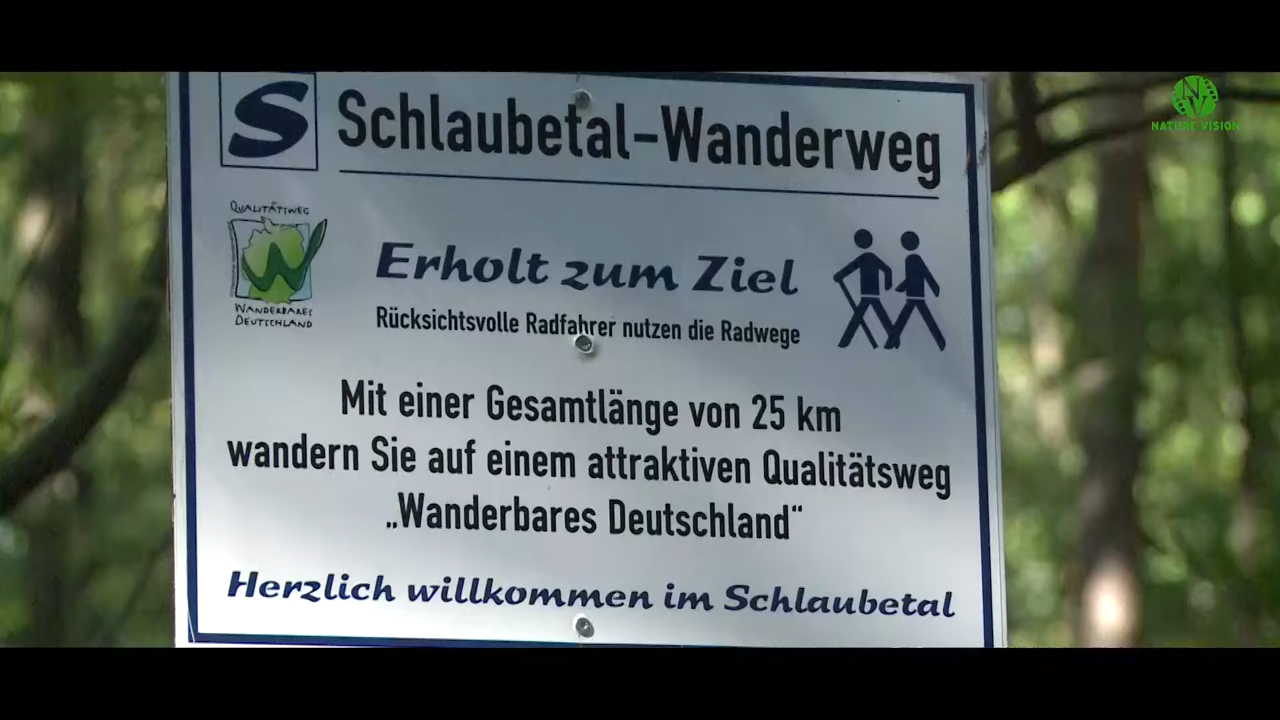 S Schlaubetal-Wanderweg
NATURE VISION
QUALITÄTSWEG
WANDERBARES
DEUTSCHLAND
Erholt zum Ziel
Rücksichtsvolle Radfahrer nutzen die Radwege
Mit einer Gesamtlänge von 25 km
wandern Sie auf einem attraktiven Qualitätsweg
„Wanderbares Deutschland“
Herzlich willkommen im Schlaubetal